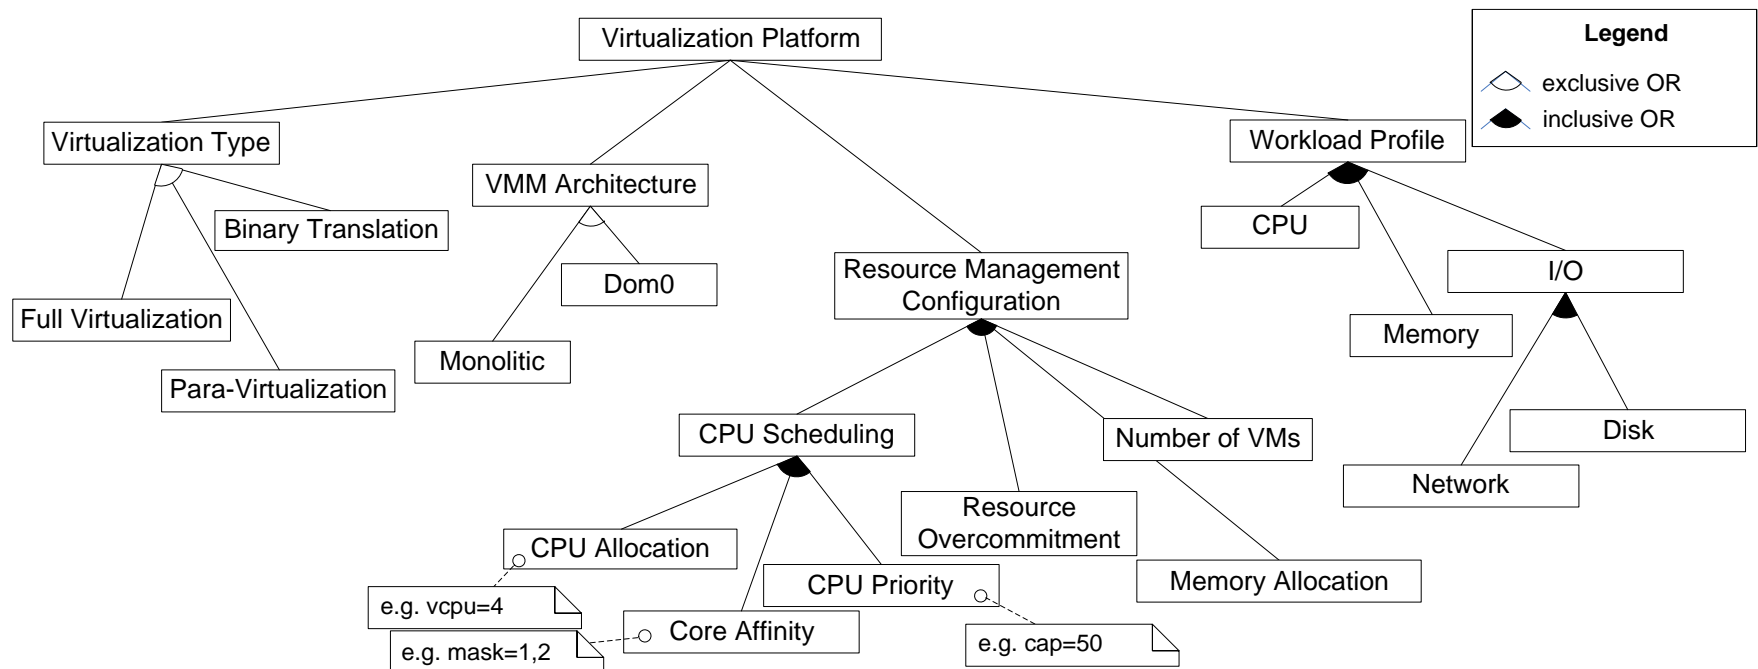 Virtualization Platform
Legend
exclusive OR
inclusive OR
Virtualization Type
Workload Profile
VMM Architecture
Binary Translation
CPU
Resource Management
Configuration
I/O
Dom0
Full Virtualization
Memory
Monolitic
Para-Virtualization
CPU Scheduling
Number of VMs
Disk
Network
Resource
Overcommitment
CPU Allocation
Memory Allocation
CPU Priority
e.g. vcpu=4
Core Affinity
e.g. mask=1,2
e.g. cap=50